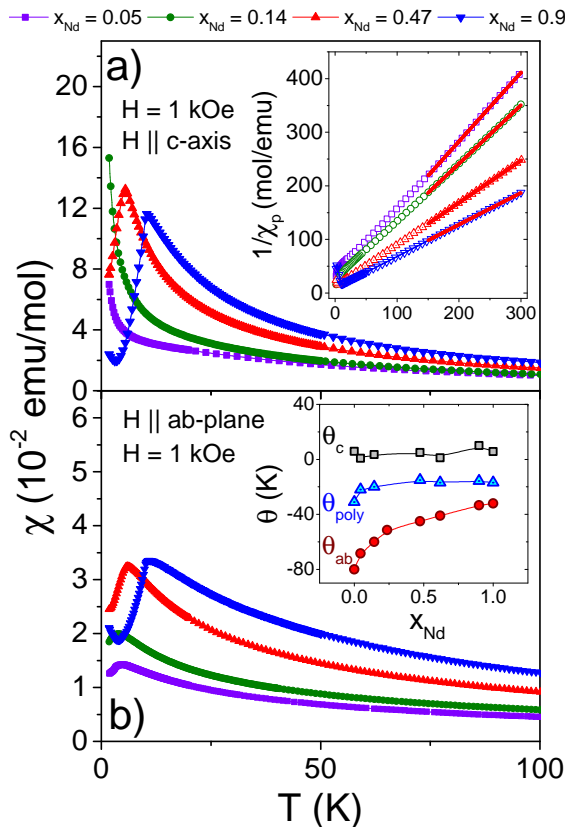 x_Nd = 0.05 x_Nd = 0.14 x_Nd = 0.47 x_Nd = 0.9
a)
H = 1 kOe
H || c-axis
22
18
14
12
8
4
0
1/χ_p (mol/emu)
400
300
200
100
0
0 100 200 300
χ (10^-2 emu/mol)
b)
H || ab-plane
H = 1 kOe
6
5
4
3
2
1
0
θ (K)
40
0
-40
-80
θ_c
θ_poly
θ_ab
0.0 0.5 1.0
x_Nd
0 50 100
T (K)